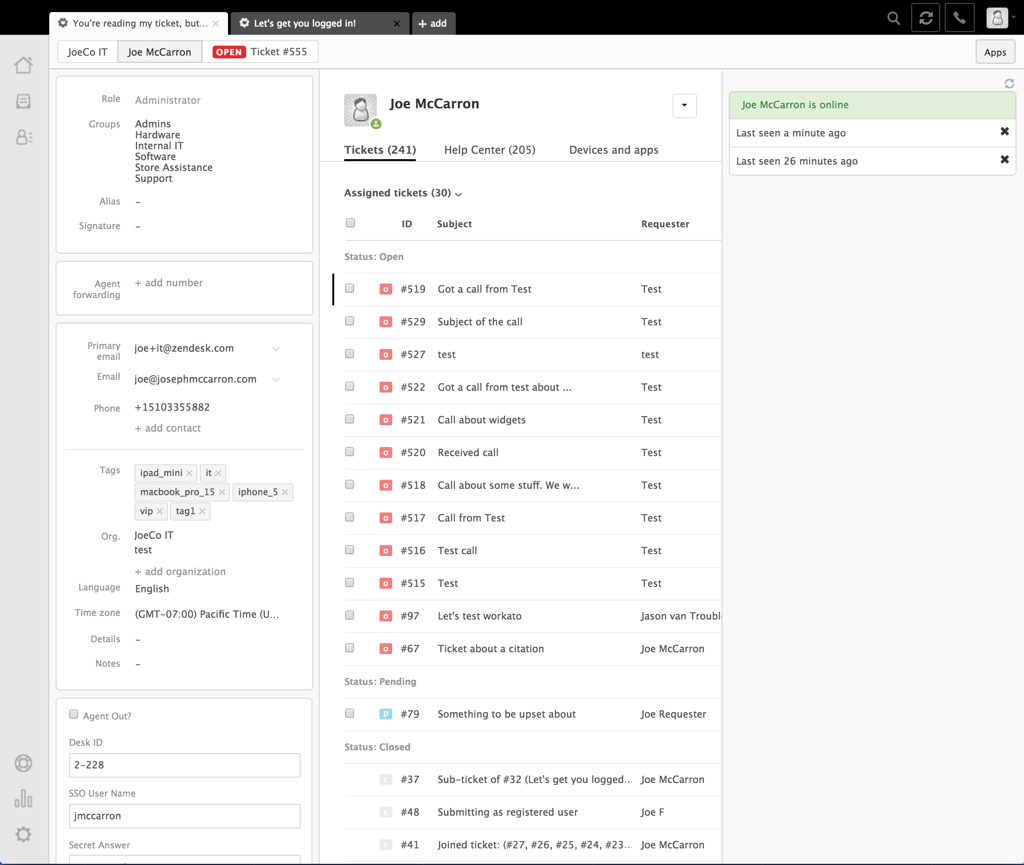 You're reading my ticket, but... ×
Let's get you logged in! ×
+ add
JoeCo IT
Joe McCarron
OPEN Ticket #555
Apps
Role Administrator
Groups Admins
Hardware
Internal IT
Software
Store Assistance
Support
Alias –
Signature –
Agent forwarding + add number
Primary email joe+it@zendesk.com
Email joe@josephmccarron.com
Phone +15103355882
+ add contact
Tags ipad_mini × it ×
macbook_pro_15 × iphone_5 ×
vip × tag1 ×
Org. JoeCo IT
test
+ add organization
Language English
Time zone (GMT-07:00) Pacific Time (U...
Details –
Notes –
Agent Out?
Desk ID
2-228
SSO User Name
jmccarron
Secret Answer
Joe McCarron
Tickets (241) Help Center (205) Devices and apps
Assigned tickets (30)
ID Subject Requester
Status: Open
o #519 Got a call from Test Test
o #529 Subject of the call Test
o #527 test test
o #522 Got a call from test about ... Test
o #521 Call about widgets Test
o #520 Received call Test
o #518 Call about some stuff. We w... Test
o #517 Call from Test Test
o #516 Test call Test
o #515 Test Test
o #97 Let's test workato Jason van Troubl
o #67 Ticket about a citation Joe McCarron
Status: Pending
p #79 Something to be upset about Joe Requester
Status: Closed
c #37 Sub-ticket of #32 (Let's get you logged... Joe McCarron
c #48 Submitting as registered user Joe F
c #41 Joined ticket: (#27, #26, #25, #24, #23... Joe McCarron
Joe McCarron is online
Last seen a minute ago ✖
Last seen 26 minutes ago ✖